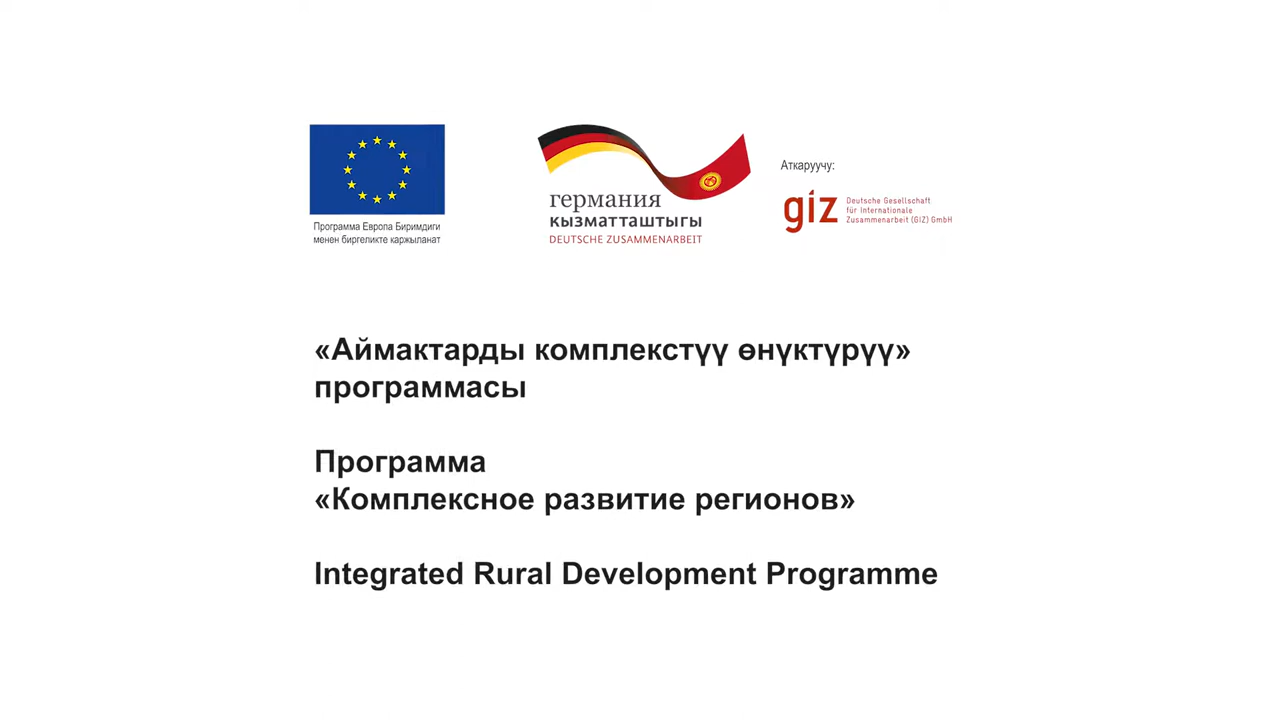 Программа Европа Биримдиги
менен биргеликте каржыланат
германия
кызматташтыгы
DEUTSCHE ZUSAMMENARBEIT
Аткаруучу:
giz
Deutsche Gesellschaft
für Internationale
Zusammenarbeit (GIZ) GmbH
«Аймактарды комплекстүү өнүктүрүү»
программасы
Программа
«Комплексное развитие регионов»
Integrated Rural Development Programme